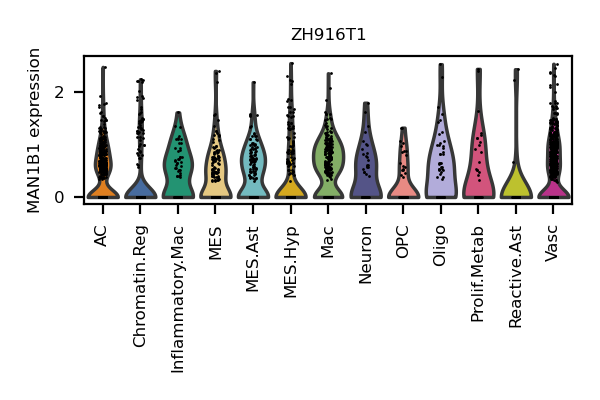 ZH916T1
MAN1B1 expression
2
0
AC
Chromatin.Reg
Inflammatory.Mac
MES
MES.Ast
MES.Hyp
Mac
Neuron
OPC
Oligo
Prolif.Metab
Reactive.Ast
Vasc